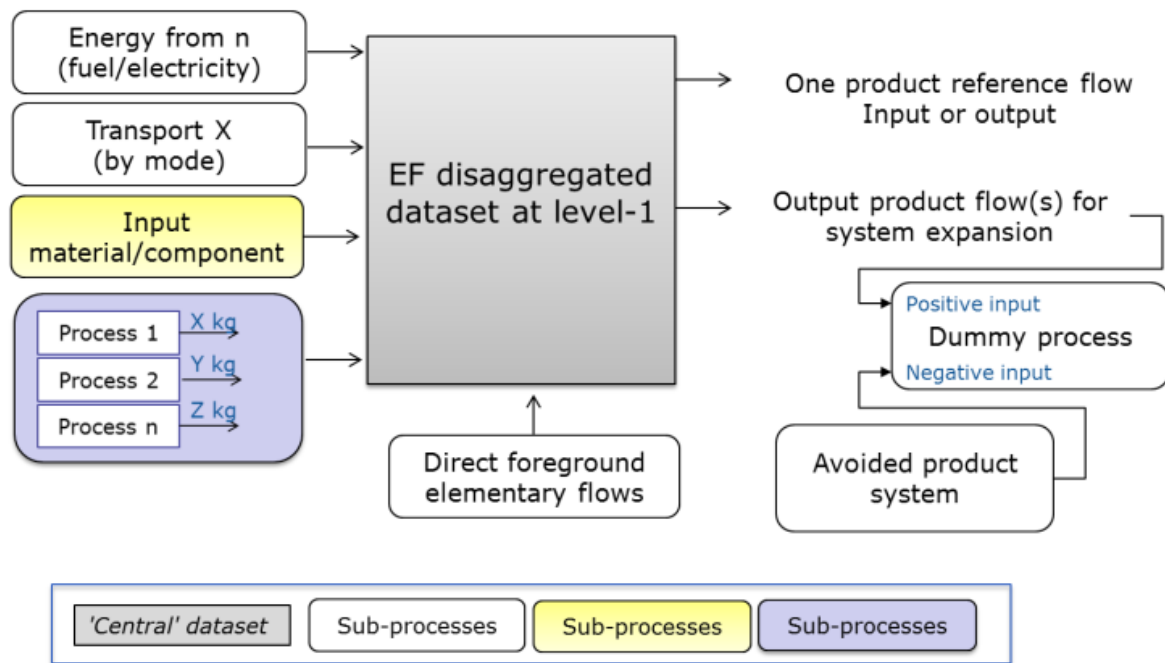 Energy from n
(fuel/electricity)
Transport X
(by mode)
Input
material/component
Process 1
X kg
Process 2
Y kg
Process n
Z kg
EF disaggregated
dataset at level-1
Direct foreground
elementary flows
One product reference flow
Input or output
Output product flow(s) for
system expansion
Positive input
Dummy process
Negative input
Avoided product
system
'Central' dataset
Sub-processes
Sub-processes
Sub-processes